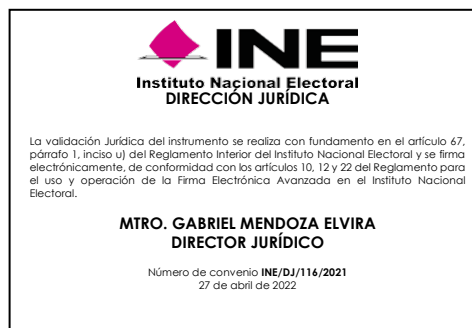 INE
Instituto Nacional Electoral
DIRECCIÓN JURÍDICA
La validación Jurídica del instrumento se realiza con fundamento en el artículo 67,
párrafo 1, inciso u) del Reglamento Interior del Instituto Nacional Electoral y se firma
electrónicamente, de conformidad con los artículos 10, 12 y 22 del Reglamento para
el uso y operación de la Firma Electrónica Avanzada en el Instituto Nacional
Electoral.
MTRO. GABRIEL MENDOZA ELVIRA
DIRECTOR JURÍDICO
Número de convenio INE/DJ/116/2021
27 de abril de 2022